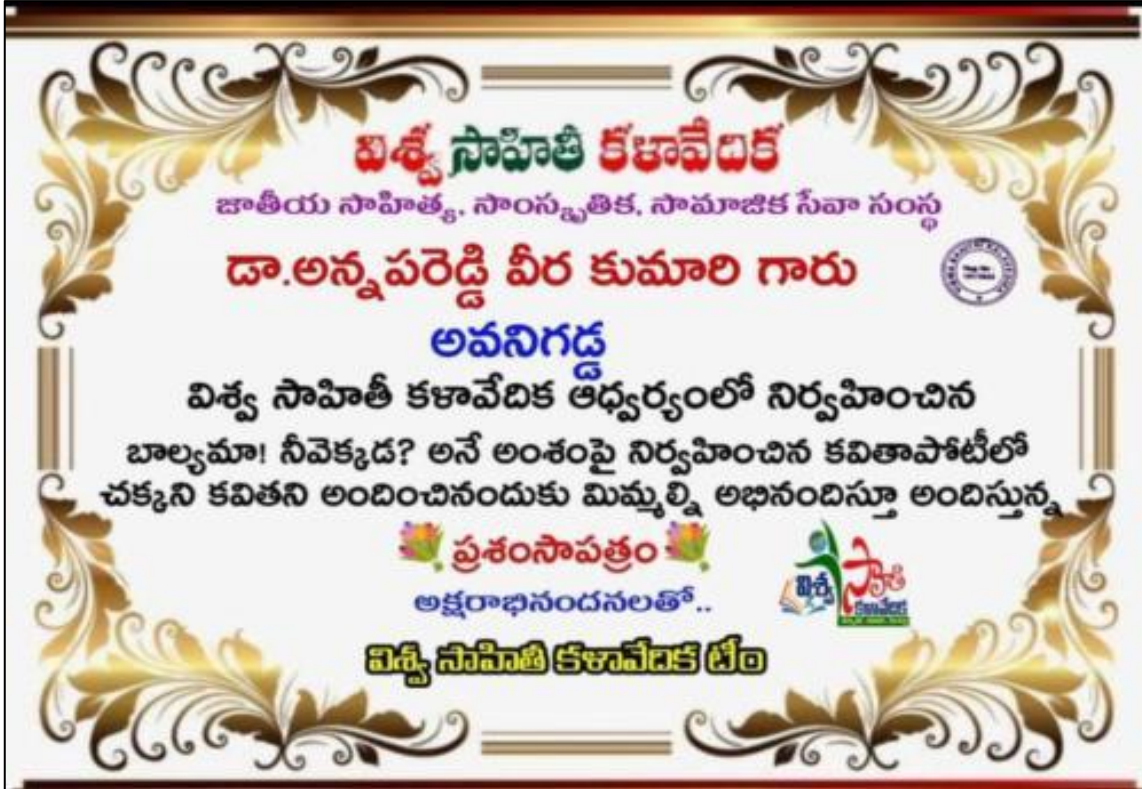 విశ్వ సాహితీ కళావేదిక
జాతీయ సాహిత్య, సాంస్కృతిక, సామాజిక సేవా సంస్థ
డా.అన్నపరెడ్డి వీర కుమారి గారు
అవనిగడ్డ
విశ్వ సాహితీ కళావేదిక ఆధ్వర్యంలో నిర్వహించిన
బాల్యమా! నీవెక్కడ? అనే అంశంపై నిర్వహించిన కవితాపోటీలో
చక్కని కవితని అందించినందుకు మిమ్మల్ని అభినందిస్తూ అందిస్తున్న
ప్రశంసాపత్రం
అక్షరాభినందనలతో..
విశ్వ
కళావేదిక
విశ్వ సాహితీ కళావేదిక టీం